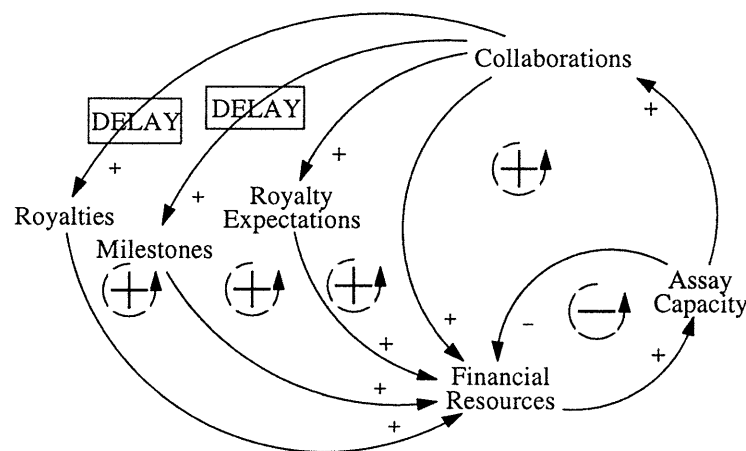 Collaborations
DELAY
DELAY
+
+
+
+
Royalty
Expectations
Royalties
Milestones
Assay
Capacity
+
-
+
+
+
+
Financial
Resources